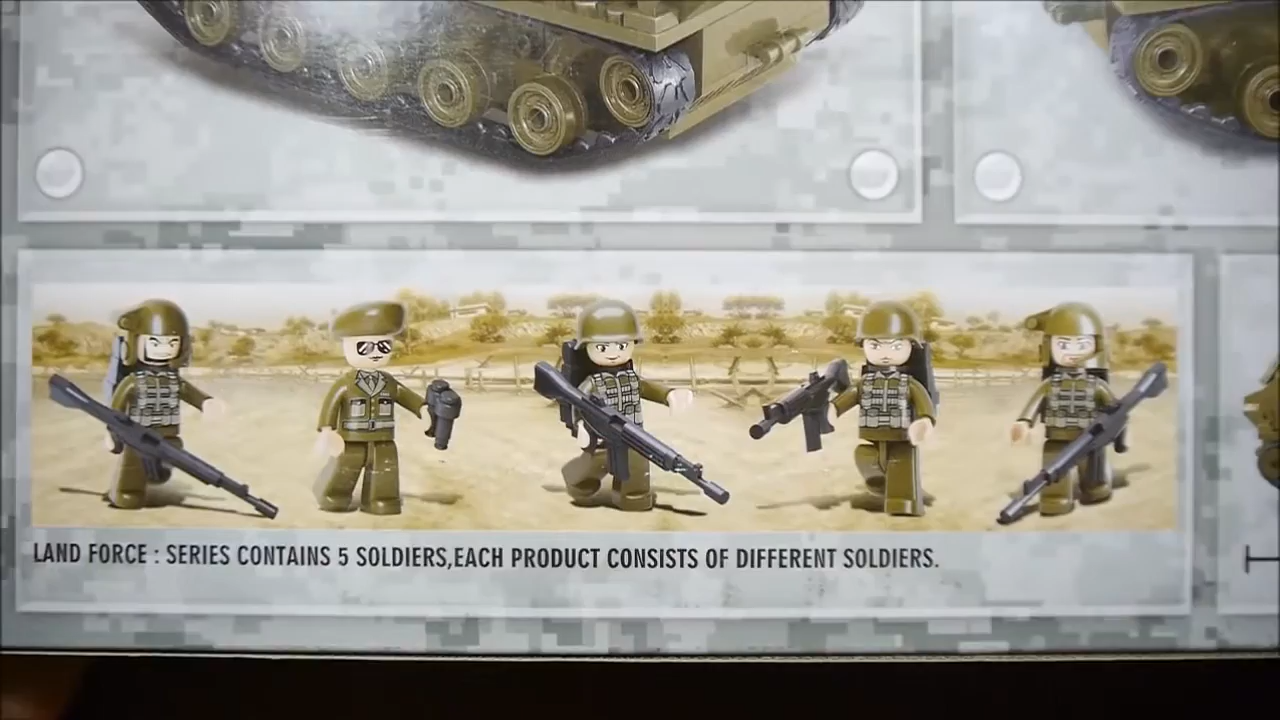 LAND FORCE : SERIES CONTAINS 5 SOLDIERS,EACH PRODUCT CONSISTS OF DIFFERENT SOLDIERS.